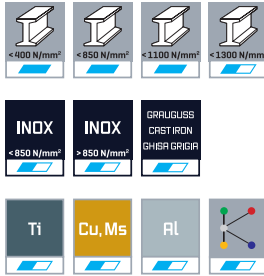 <400 N/mm² <850 N/mm² <1100 N/mm² <1300 N/mm²
INOX INOX GRAUGUSS
CAST IRON
GHISA GRIGIA
<850 N/mm² >850 N/mm²
Ti Cu, Ms Al